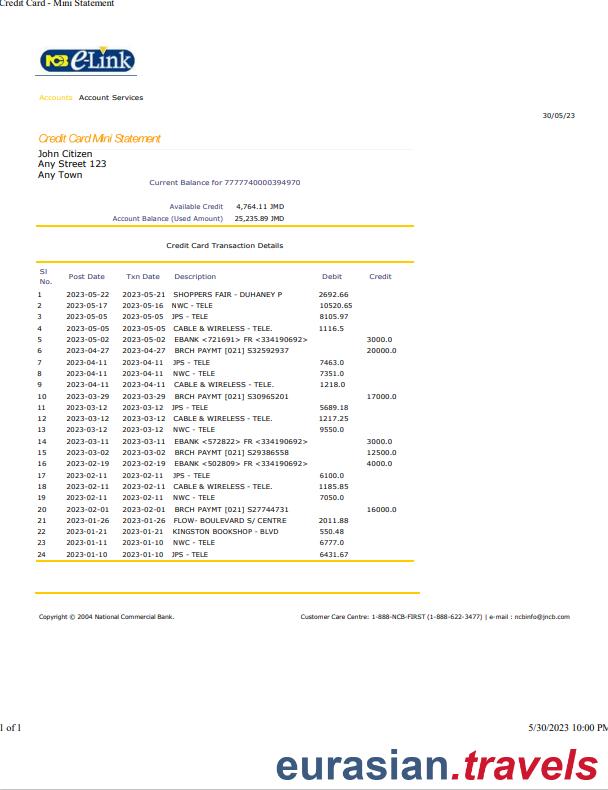 Credit Card - Mini Statement
NCB e-Link
Accounts Account Services
30/05/23
Credit Card Mini Statement
John Citizen
Any Street 123
Any Town
Current Balance for 7777740000394970
Available Credit 4,764.11 JMD
Account Balance (Used Amount) 25,235.89 JMD
Credit Card Transaction Details
Sl No. Post Date Txn Date Description Debit Credit
1 2023-05-22 2023-05-21 SHOPPERS FAIR - DUHANEY P 2692.66
2 2023-05-17 2023-05-16 NWC - TELE 10520.65
3 2023-05-05 2023-05-05 JPS - TELE 8105.97
4 2023-05-05 2023-05-05 CABLE & WIRELESS - TELE. 1116.5
5 2023-05-02 2023-05-02 EBANK <721691> FR <334190692> 3000.0
6 2023-04-27 2023-04-27 BRCH PAYMT [021] S32592937 20000.0
7 2023-04-11 2023-04-11 JPS - TELE 7463.0
8 2023-04-11 2023-04-11 NWC - TELE 7351.0
9 2023-04-11 2023-04-11 CABLE & WIRELESS - TELE. 1218.0
10 2023-03-29 2023-03-29 BRCH PAYMT [021] S30965201 17000.0
11 2023-03-12 2023-03-12 JPS - TELE 5689.18
12 2023-03-12 2023-03-12 CABLE & WIRELESS - TELE. 1217.25
13 2023-03-12 2023-03-12 NWC - TELE 9550.0
14 2023-03-11 2023-03-11 EBANK <572822> FR <334190692> 3000.0
15 2023-03-02 2023-03-02 BRCH PAYMT [021] S29386558 12500.0
16 2023-02-19 2023-02-19 EBANK <502809> FR <334190692> 4000.0
17 2023-02-11 2023-02-11 JPS - TELE 6100.0
18 2023-02-11 2023-02-11 CABLE & WIRELESS - TELE. 1185.85
19 2023-02-11 2023-02-11 NWC - TELE 7050.0
20 2023-02-01 2023-02-01 BRCH PAYMT [021] S27744731 16000.0
21 2023-01-26 2023-01-26 FLOW- BOULEVARD S/ CENTRE 2011.88
22 2023-01-21 2023-01-21 KINGSTON BOOKSHOP - BLVD 550.48
23 2023-01-11 2023-01-10 NWC - TELE 6777.0
24 2023-01-10 2023-01-10 JPS - TELE 6431.67
Copyright © 2004 National Commercial Bank. Customer Care Centre: 1-888-NCB-FIRST (1-888-622-3477) | e-mail : ncbinfo@jncb.com
1 of 1 5/30/2023 10:00 PM
eurasian.travels